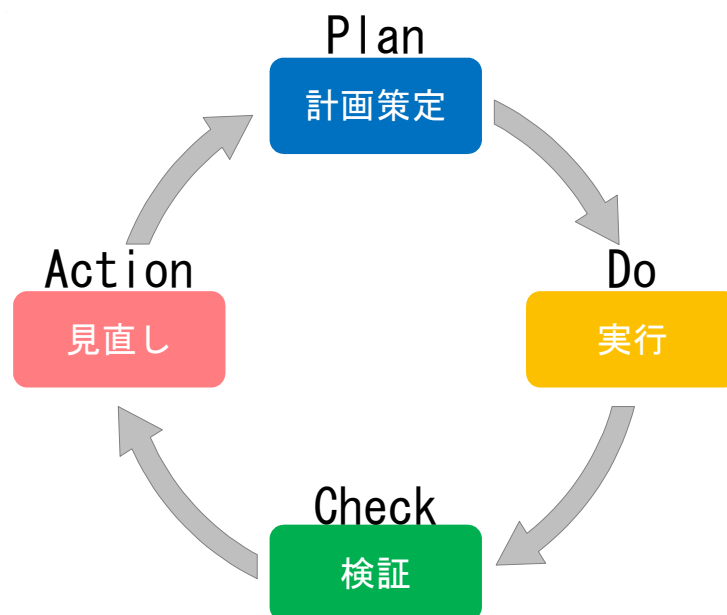 Plan
計画策定
Do
実行
Check
検証
Action
見直し